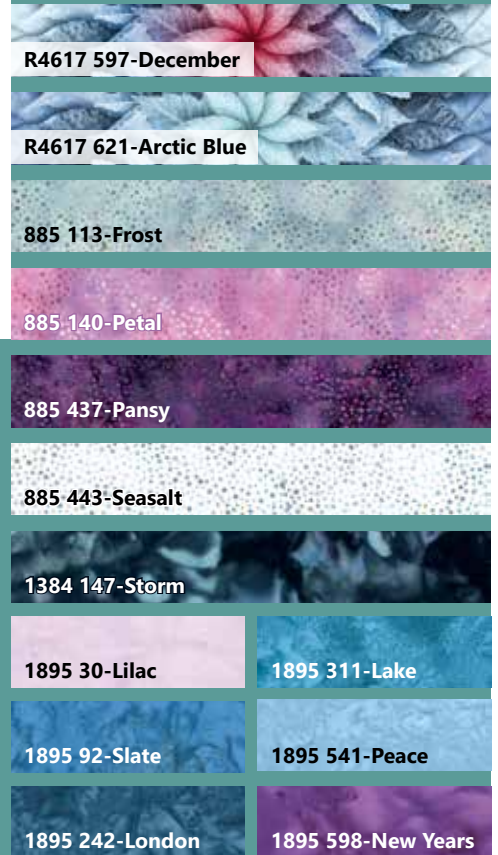 R4617 597-December
R4617 621-Arctic Blue
885 113-Frost
885 140-Petal
885 437-Pansy
885 443-Seasalt
1384 147-Storm
1895 30-Lilac
1895 311-Lake
1895 92-Slate
1895 541-Peace
1895 242-London
1895 598-New Years